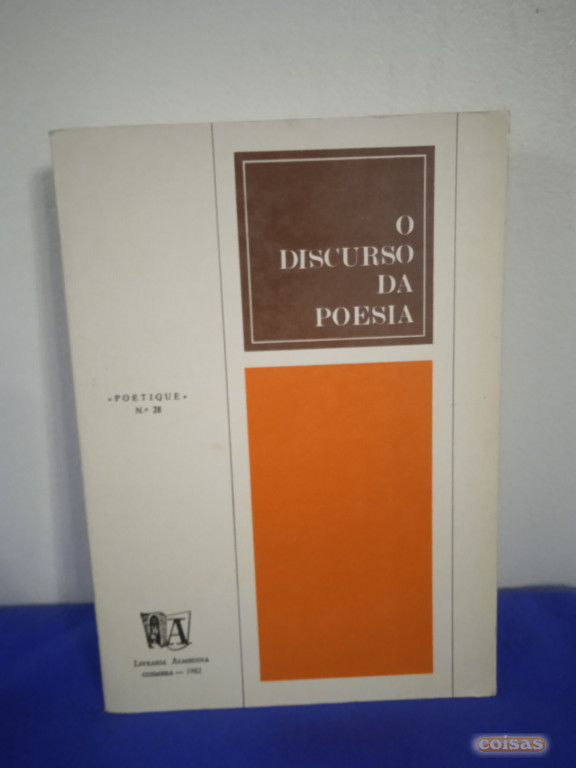 O
DISCURSO
DA
POESIA
«POETIQUE»
N.º 28
A
LIVRARIA ALMEDINA
COIMBRA — 1982
coisas